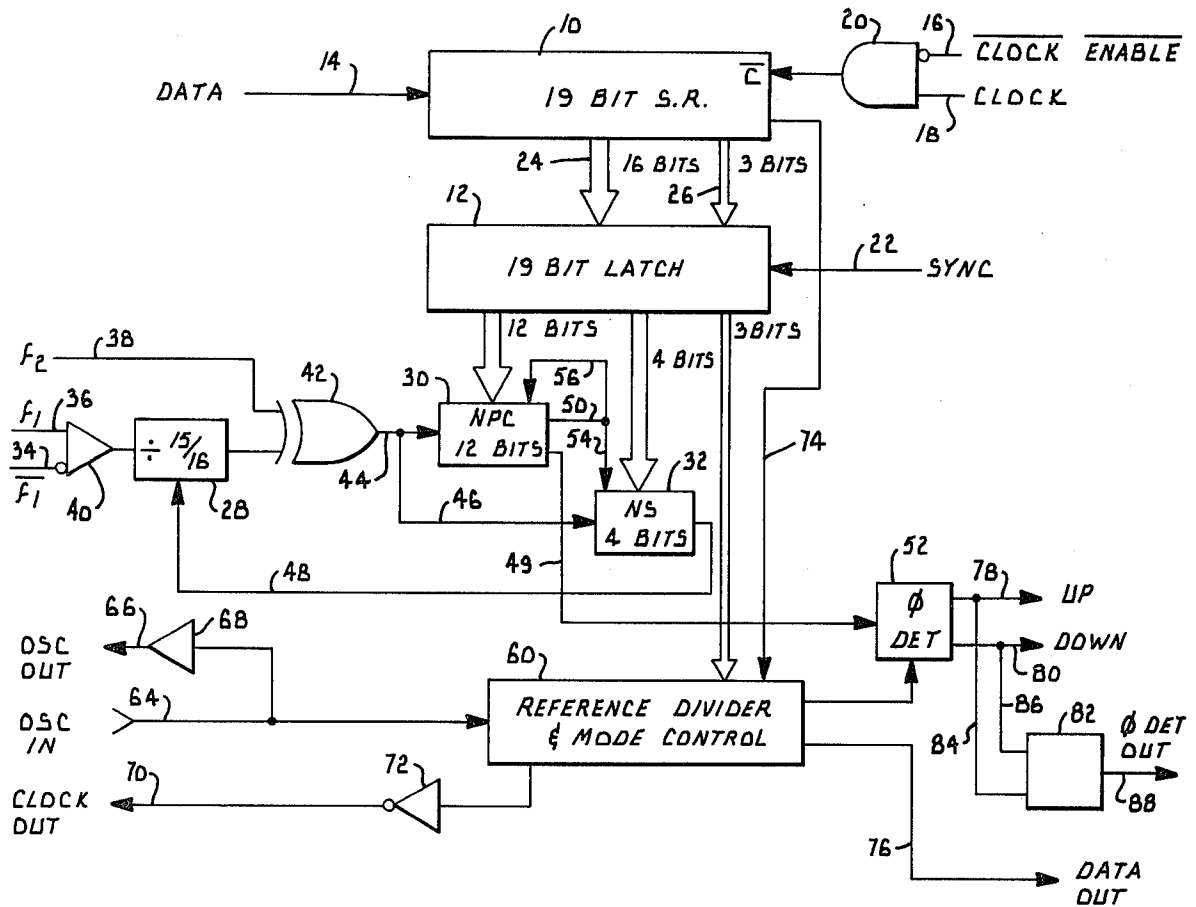 10
20
16
CLOCK ENABLE
14
C
DATA
19 BIT S.R.
CLOCK
18
24
16 BITS
3 BITS
26
12
22
19 BIT LATCH
SYNC
12 BITS
3 BITS
38
4 BITS
f2
42
56
36
30
f1
NPC
50
15/16
÷
12 BITS
54
74
34
32
f1
40
28
44
46
NS
4 BITS
49
52
48
78
UP
Ø
DET
66
68
OSC
OUT
DOWN
80
60
64
86
82
OSC
IN
REFERENCE DIVIDER
& MODE CONTROL
84
Ø DET
OUT
72
70
88
CLOCK
OUT
76
DATA
OUT